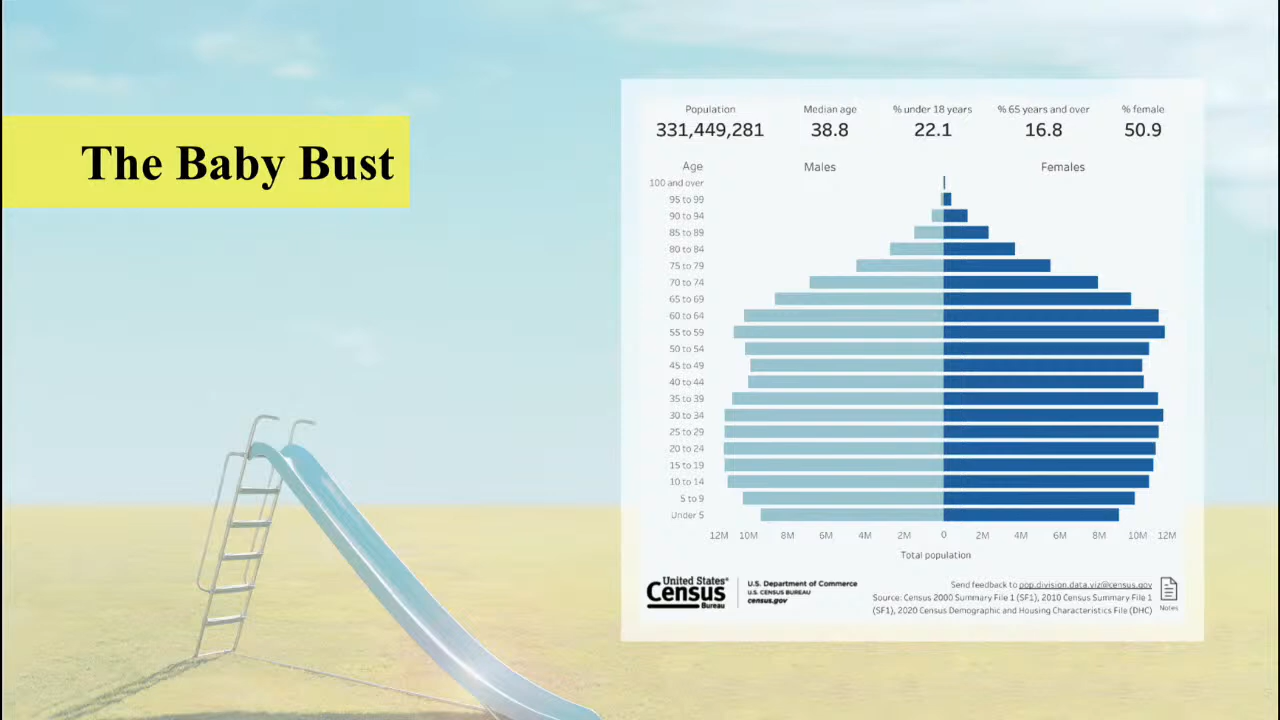 The Baby Bust
Population Median age % under 18 years % 65 years and over % female
331,449,281 38.8 22.1 16.8 50.9
Age Males Females
100 and over
95 to 99
90 to 94
85 to 89
80 to 84
75 to 79
70 to 74
65 to 69
60 to 64
55 to 59
50 to 54
45 to 49
40 to 44
35 to 39
30 to 34
25 to 29
20 to 24
15 to 19
10 to 14
5 to 9
Under 5
12M 10M 8M 6M 4M 2M 0 2M 4M 6M 8M 10M 12M
Total population
United States®
Census
Bureau
U.S. Department of Commerce
U.S. CENSUS BUREAU
census.gov
Send feedback to pop.division.data.viz@census.gov
Source: Census 2000 Summary File 1 (SF1), 2010 Census Summary File 1
(SF1), 2020 Census Demographic and Housing Characteristics File (DHC)
Notes